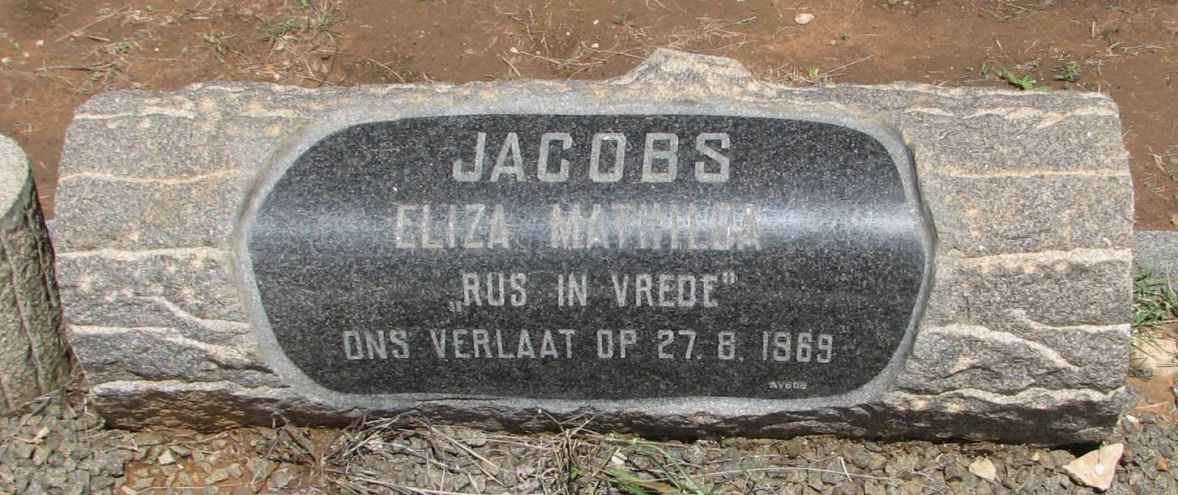 JACOBS
ELIZA MATHILDA
„RUS IN VREDE"
ONS VERLAAT OP 27. 8. 1969